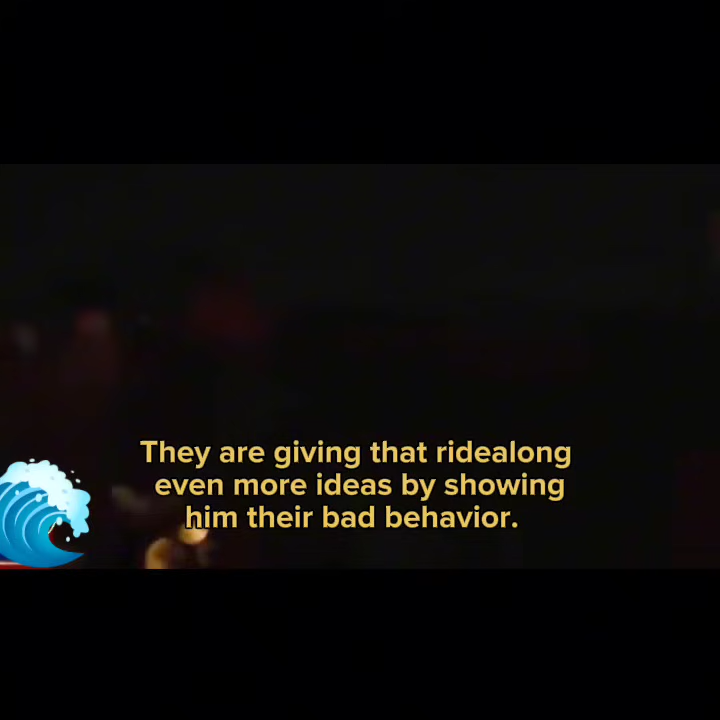 They are giving that ridealong
even more ideas by showing
him their bad behavior.